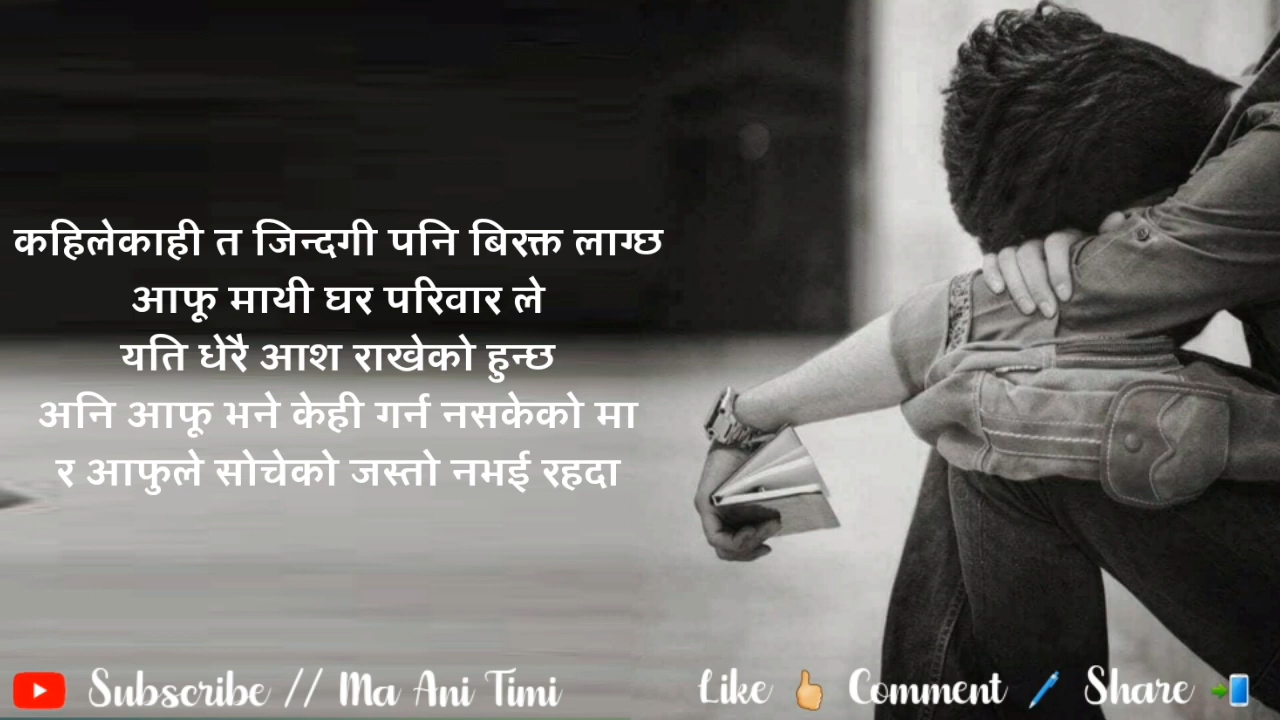 कहिलेकाही त जिन्दगी पनि बिरक्त लाग्छ
आफू माथी घर परिवार ले
यति धेरै आश राखेको हुन्छ
अनि आफू भने केही गर्न नसकेको मा
र आफुले सोचेको जस्तो नभई रहदा
Subscribe // Ma Ani Timi
Like 👍 Comment 🖊️ Share 📲